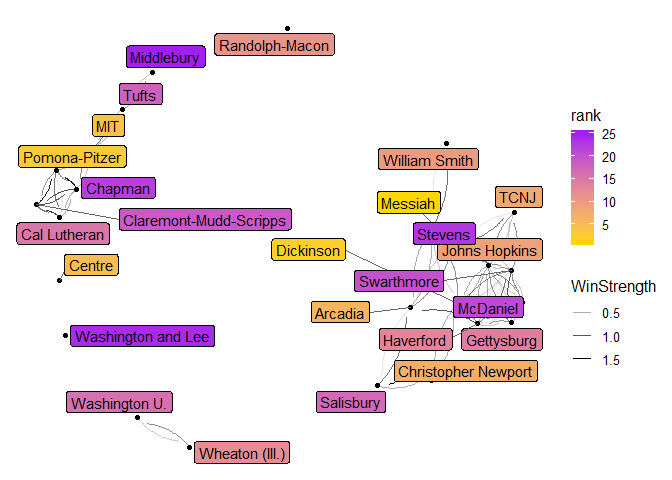 Randolph-Macon
Middlebury
Tufts
MIT
Pomona-Pitzer
Chapman
Claremont-Mudd-Scripps
Cal Lutheran
Centre
Washington and Lee
Washington U.
Wheaton (Ill.)
William Smith
Messiah
TCNJ
Stevens
Johns Hopkins
Dickinson
Swarthmore
McDaniel
Arcadia
Haverford
Gettysburg
Christopher Newport
Salisbury
rank
25
20
15
10
5
WinStrength
0.5
1.0
1.5